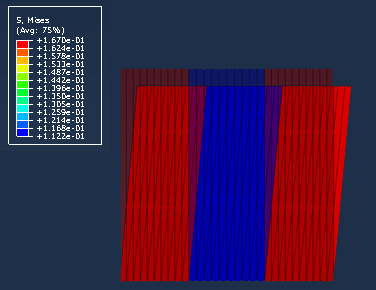 S, Mises
(Avg: 75%)
+1.670e-01
+1.624e-01
+1.578e-01
+1.533e-01
+1.487e-01
+1.442e-01
+1.396e-01
+1.350e-01
+1.305e-01
+1.259e-01
+1.214e-01
+1.168e-01
+1.122e-01